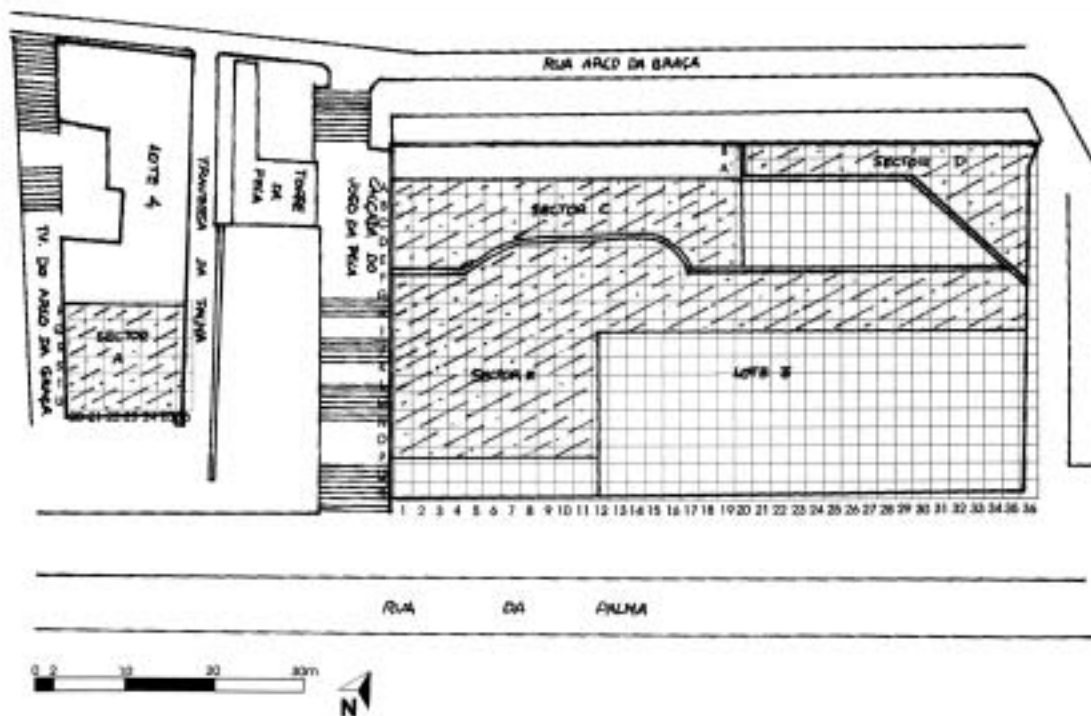 RUA ARCO DA GRAÇA
LOTE 4
TRAVESSA DA PALMA
TORRE
DA
PELA
CALÇADA DO
JOGO DA PELA
TV. DO ARCO DA GRAÇA
SECTOR
A
SECTOR C
SECTOR D
B
A
SECTOR B
LOTE 3
1 2 3 4 5 6 7 8 9 10 11 12 13 14 15 16 17 18 19 20 21 22 23 24 25 26 27 28 29 30 31 32 33 34 35 36
RUA DA PALMA
0 2 10 20 30m
N